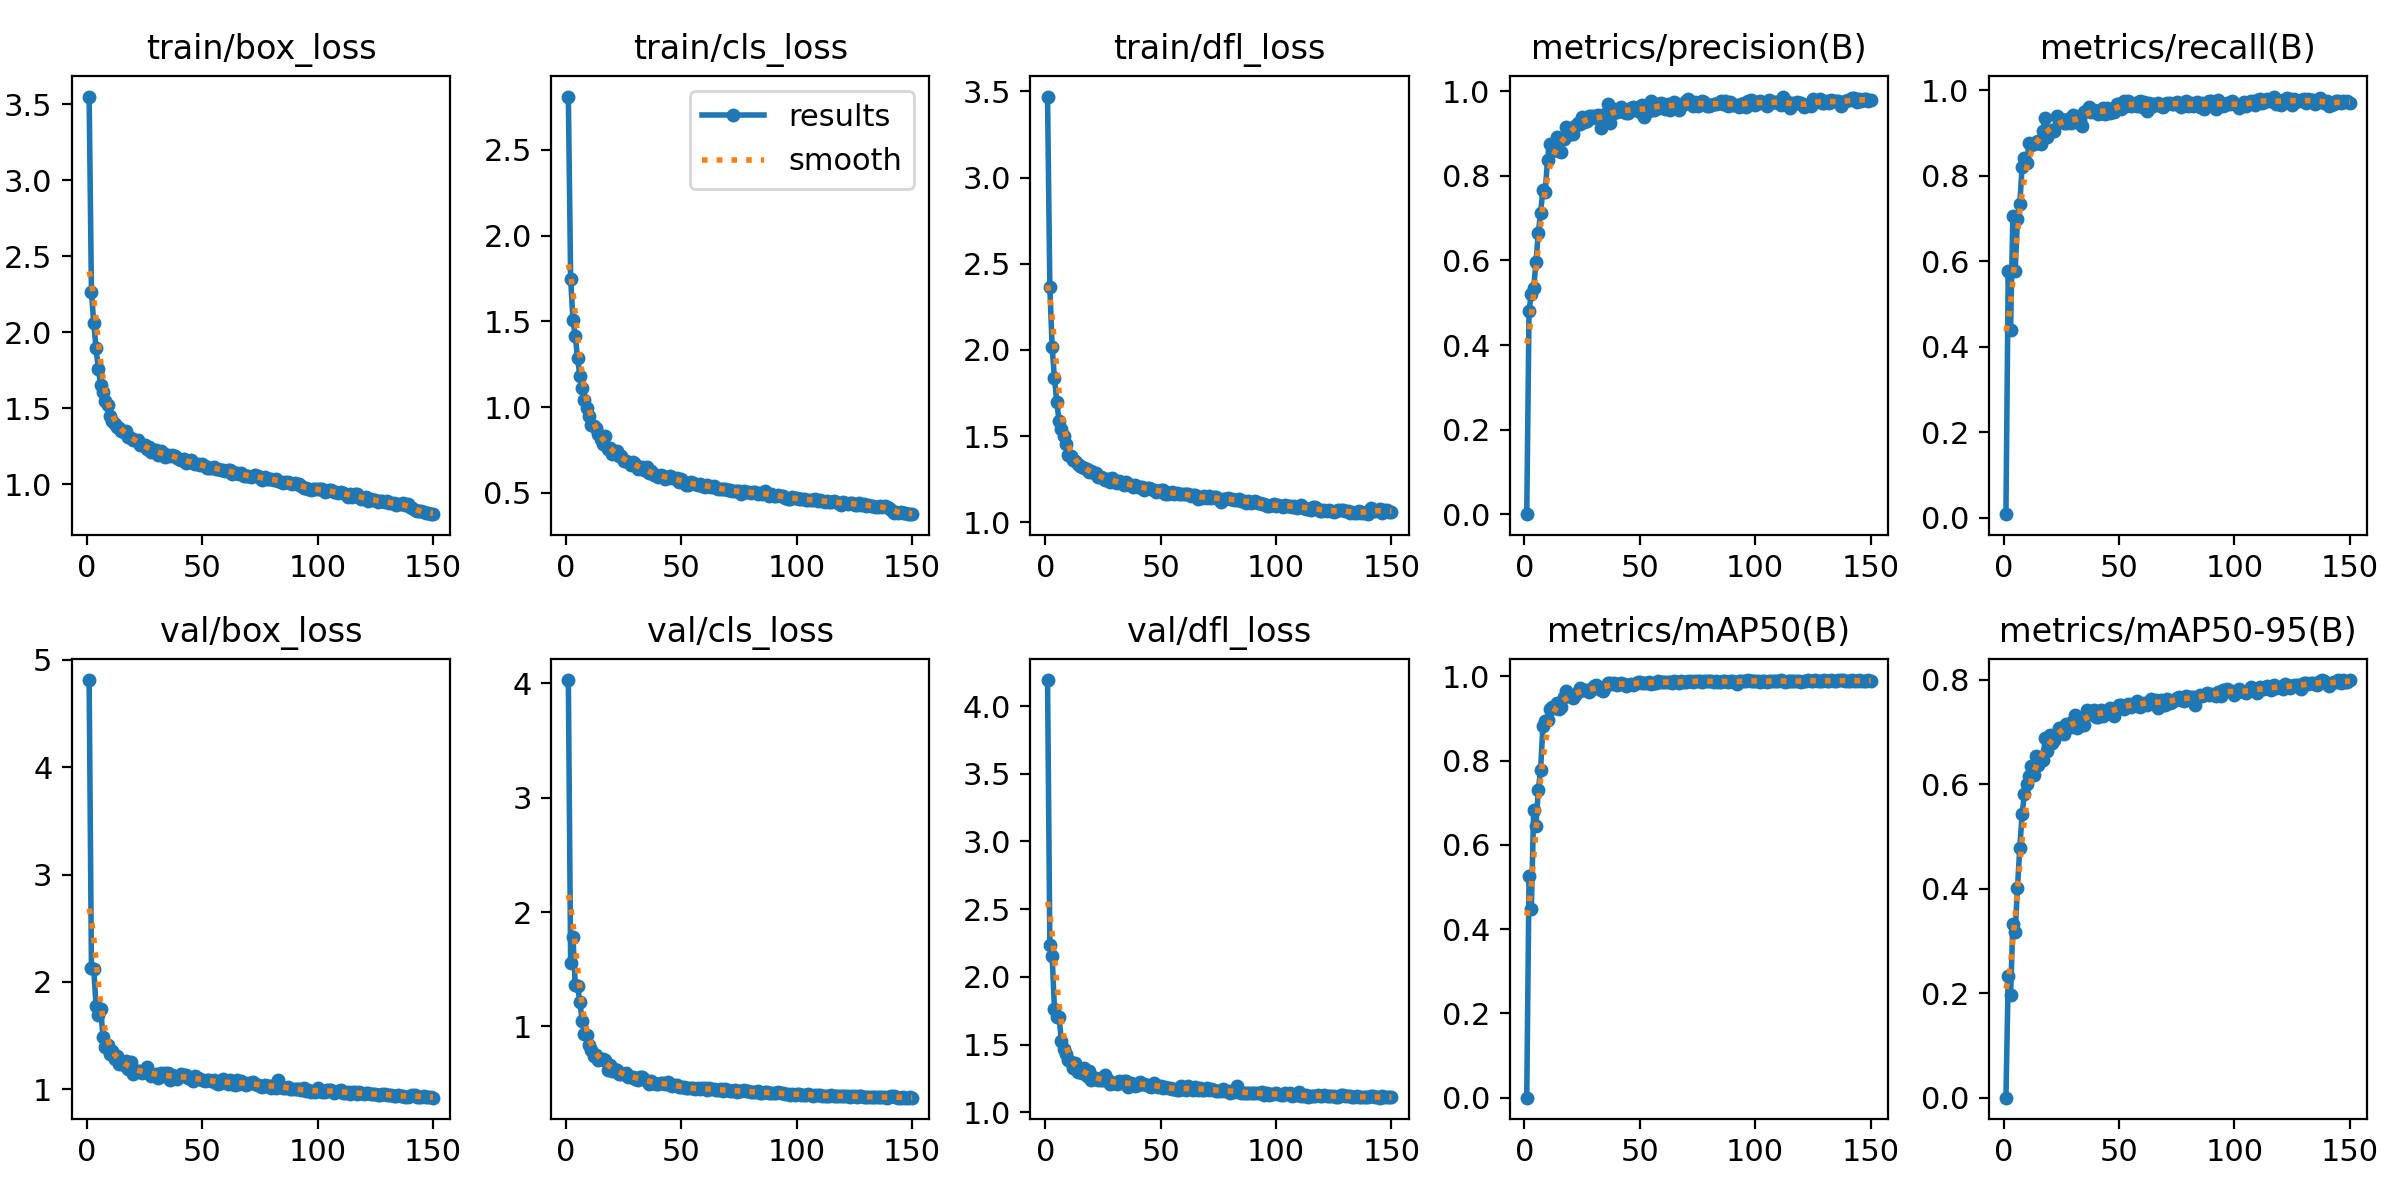 train/box_loss
3.5
3.0
2.5
2.0
1.5
1.0
0 50 100 150
train/cls_loss
results
smooth
2.5
2.0
1.5
1.0
0.5
0 50 100 150
train/dfl_loss
3.5
3.0
2.5
2.0
1.5
1.0
0 50 100 150
metrics/precision(B)
1.0
0.8
0.6
0.4
0.2
0.0
0 50 100 150
metrics/recall(B)
1.0
0.8
0.6
0.4
0.2
0.0
0 50 100 150
val/box_loss
5
4
3
2
1
0 50 100 150
val/cls_loss
4
3
2
1
0 50 100 150
val/dfl_loss
4.0
3.5
3.0
2.5
2.0
1.5
1.0
0 50 100 150
metrics/mAP50(B)
1.0
0.8
0.6
0.4
0.2
0.0
0 50 100 150
metrics/mAP50-95(B)
0.8
0.6
0.4
0.2
0.0
0 50 100 150